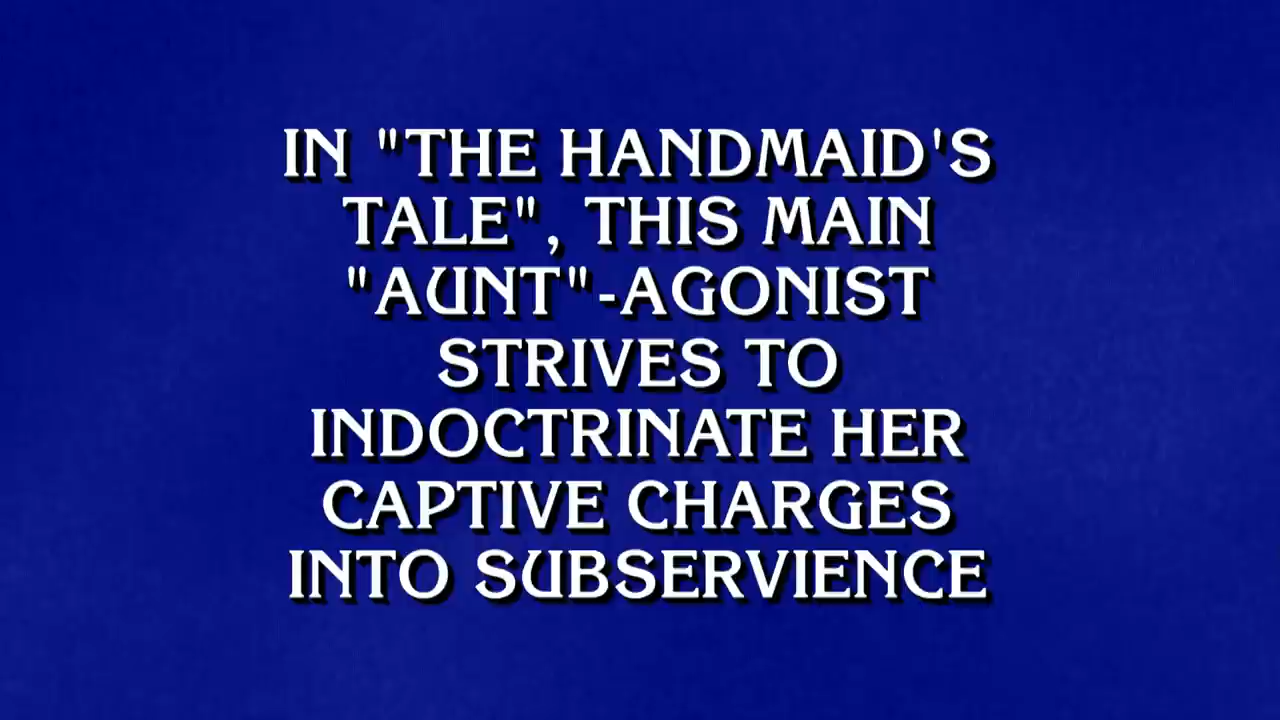 IN "THE HANDMAID'S
TALE", THIS MAIN
"AUNT"-AGONIST
STRIVES TO
INDOCTRINATE HER
CAPTIVE CHARGES
INTO SUBSERVIENCE